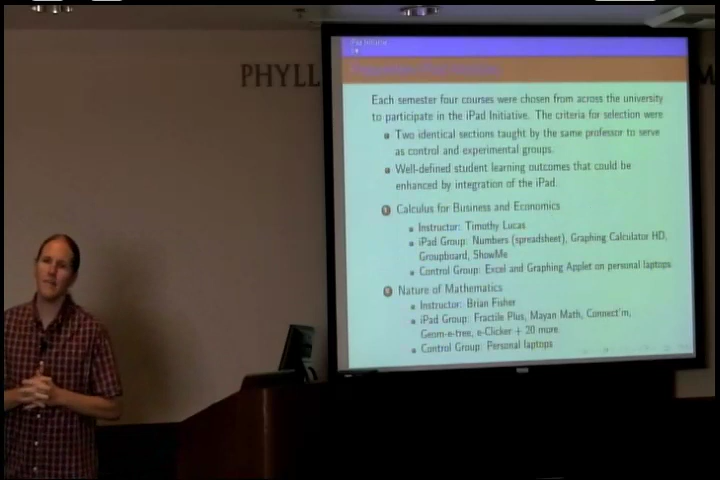 PHYLL
Each semester four courses were chosen from across the university
to participate in the iPad Initiative. The criteria for selection were
Two identical sections taught by the same professor to serve
as control and experimental groups.
Well-defined student learning outcomes that could be
enhanced by integration of the iPad.
1 Calculus for Business and Economics
Instructor: Timothy Lucas
iPad Group: Numbers (spreadsheet), Graphing Calculator HD,
Groupboard, ShowMe
Control Group: Excel and Graphing Applet on personal laptops
2 Nature of Mathematics
Instructor: Brian Fisher
iPad Group: Fractile Plus, Mayan Math, Connect'm,
Geom-e-tree, e-Clicker + 20 more
Control Group: Personal laptops
M